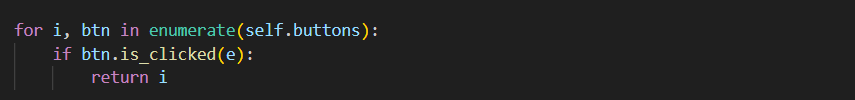 for i, btn in enumerate(self.buttons):
    if btn.is_clicked(e):
        return i